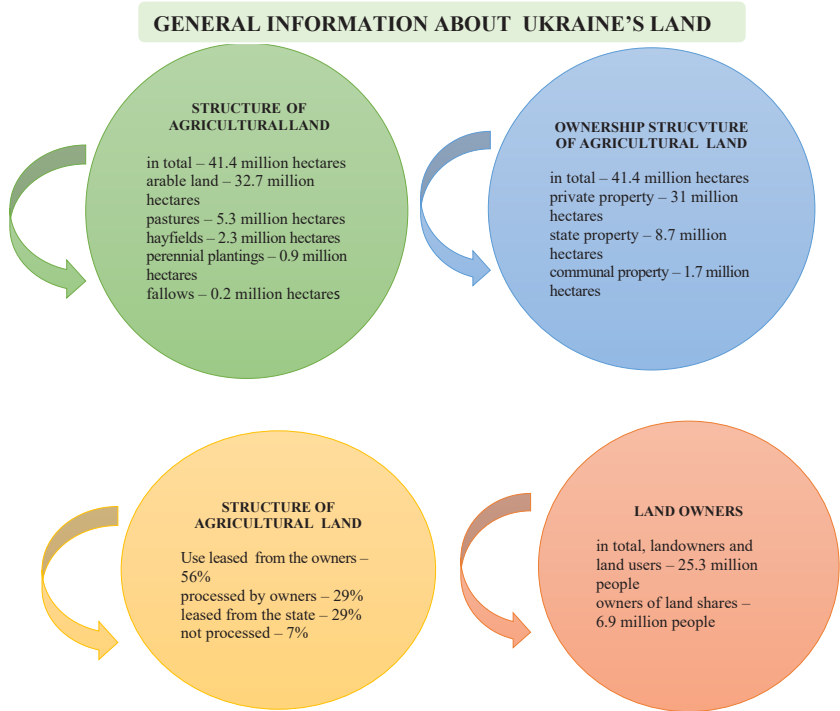 GENERAL INFORMATION ABOUT UKRAINE'S LAND
STRUCTURE OF
AGRICULTURALLAND
in total – 41.4 million hectares
arable land – 32.7 million
hectares
pastures – 5.3 million hectares
hayfields – 2.3 million hectares
perennial plantings – 0.9 million
hectares
fallows – 0.2 million hectares
OWNERSHIP STRUCVTURE
OF AGRICULTURAL LAND
in total – 41.4 million hectares
private property – 31 million
hectares
state property – 8.7 million
hectares
communal property – 1.7 million
hectares
STRUCTURE OF
AGRICULTURAL LAND
Use leased from the owners –
56%
processed by owners – 29%
leased from the state – 29%
not processed – 7%
LAND OWNERS
in total, landowners and
land users – 25.3 million
people
owners of land shares –
6.9 million people